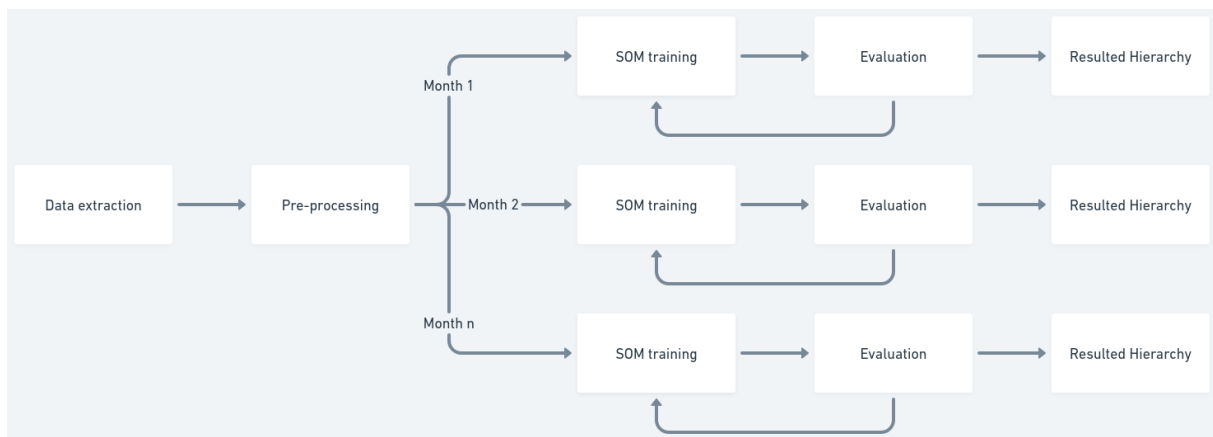 SOM training
Evaluation
Resulted Hierarchy
Month 1
Data extraction
Pre-processing
Month 2
SOM training
Evaluation
Resulted Hierarchy
Month n
SOM training
Evaluation
Resulted Hierarchy